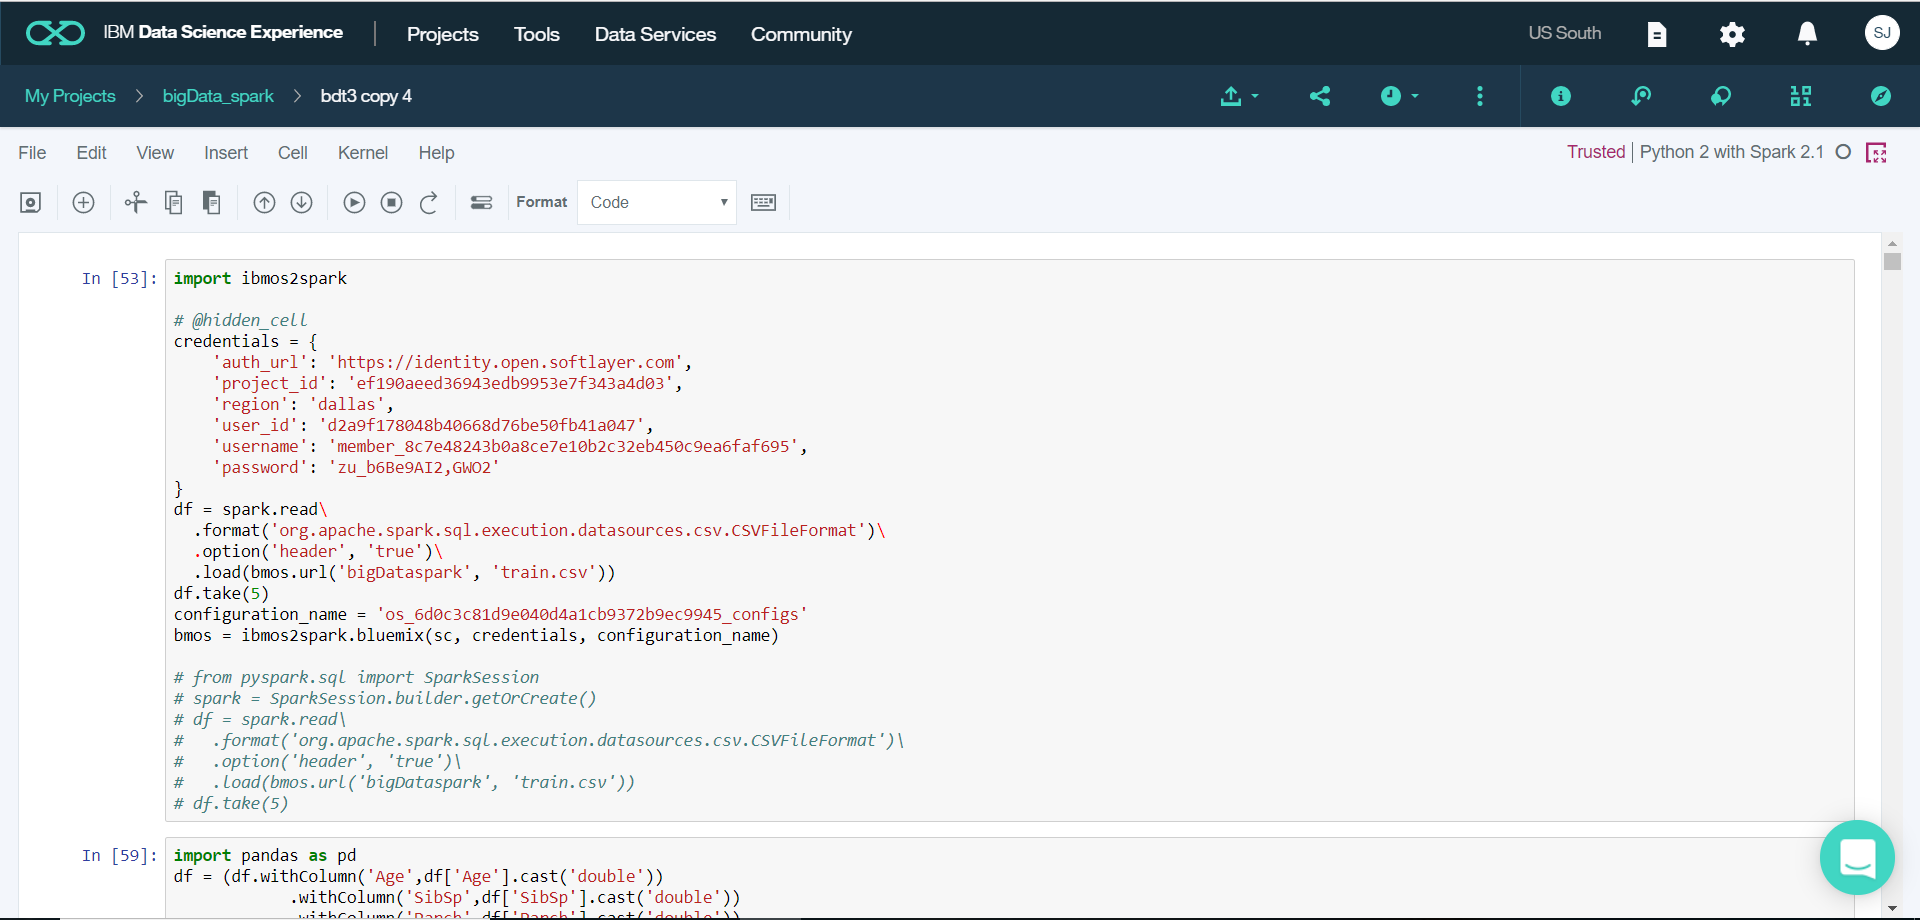 IBM Data Science Experience | Projects Tools Data Services Community US South SJ
My Projects > bigData_spark > bdt3 copy 4
File Edit View Insert Cell Kernel Help Trusted | Python 2 with Spark 2.1
Format Code
In [53]: import ibmos2spark
# @hidden_cell
credentials = {
    'auth_url': 'https://identity.open.softlayer.com',
    'project_id': 'ef190aeed36943edb9953e7f343a4d03',
    'region': 'dallas',
    'user_id': 'd2a9f178048b40668d76be50fb41a047',
    'username': 'member_8c7e48243b0a8ce7e10b2c32eb450c9ea6faf695',
    'password': 'zu_b6Be9AI2,GWO2'
}
df = spark.read\
  .format('org.apache.spark.sql.execution.datasources.csv.CSVFileFormat')\
  .option('header', 'true')\
  .load(bmos.url('bigDataspark', 'train.csv'))
df.take(5)
configuration_name = 'os_6d0c3c81d9e040d4a1cb9372b9ec9945_configs'
bmos = ibmos2spark.bluemix(sc, credentials, configuration_name)
# from pyspark.sql import SparkSession
# spark = SparkSession.builder.getOrCreate()
# df = spark.read\
#   .format('org.apache.spark.sql.execution.datasources.csv.CSVFileFormat')\
#   .option('header', 'true')\
#   .load(bmos.url('bigDataspark', 'train.csv'))
# df.take(5)
In [59]: import pandas as pd
df = (df.withColumn('Age',df['Age'].cast('double'))
            .withColumn('SibSp',df['SibSp'].cast('double'))
            .withColumn('Parch',df['Parch'].cast('double'))